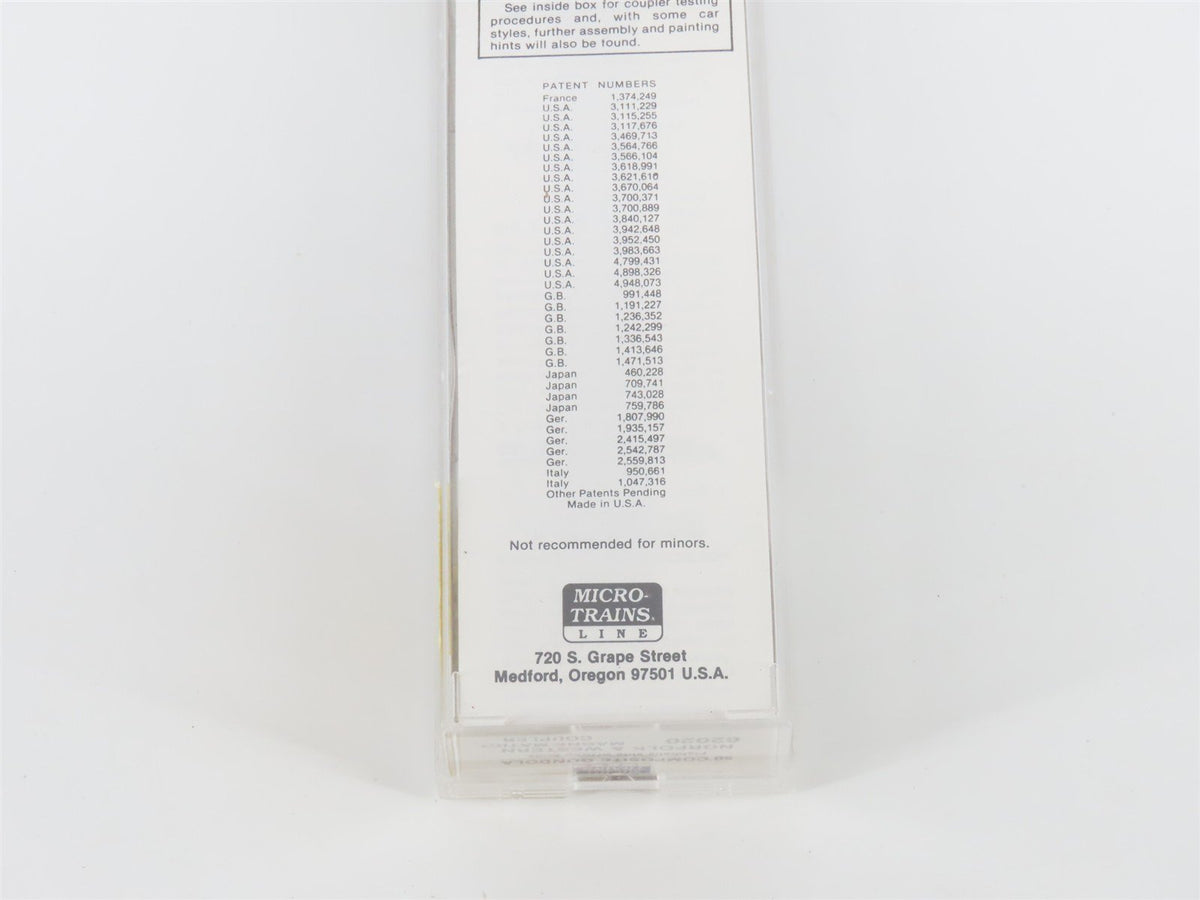 See inside box for coupler testing
procedures and, with some car
styles, further assembly and painting
hints will also be found.
PATENT NUMBERS
France 1,374,249
U.S.A. 3,111,229
U.S.A. 3,115,255
U.S.A. 3,117,676
U.S.A. 3,469,713
U.S.A. 3,564,766
U.S.A. 3,566,104
U.S.A. 3,618,991
U.S.A. 3,621,610
U.S.A. 3,670,064
U.S.A. 3,700,371
U.S.A. 3,700,889
U.S.A. 3,840,127
U.S.A. 3,942,648
U.S.A. 3,952,450
U.S.A. 3,983,663
U.S.A. 4,799,431
U.S.A. 4,898,326
U.S.A. 4,948,073
G.B. 991,448
G.B. 1,191,227
G.B. 1,236,352
G.B. 1,242,299
G.B. 1,336,543
G.B. 1,413,646
G.B. 1,471,513
Japan 460,228
Japan 709,741
Japan 743,028
Japan 759,786
Ger. 1,807,990
Ger. 1,935,157
Ger. 2,415,497
Ger. 2,542,787
Ger. 2,559,813
Italy 950,661
Italy 1,047,316
Other Patents Pending
Made in U.S.A.
Not recommended for minors.
MICRO-
TRAINS
LINE
720 S. Grape Street
Medford, Oregon 97501 U.S.A.
COMPOSITE GONDOLA
NORFOLK & WESTERN
COUPLER